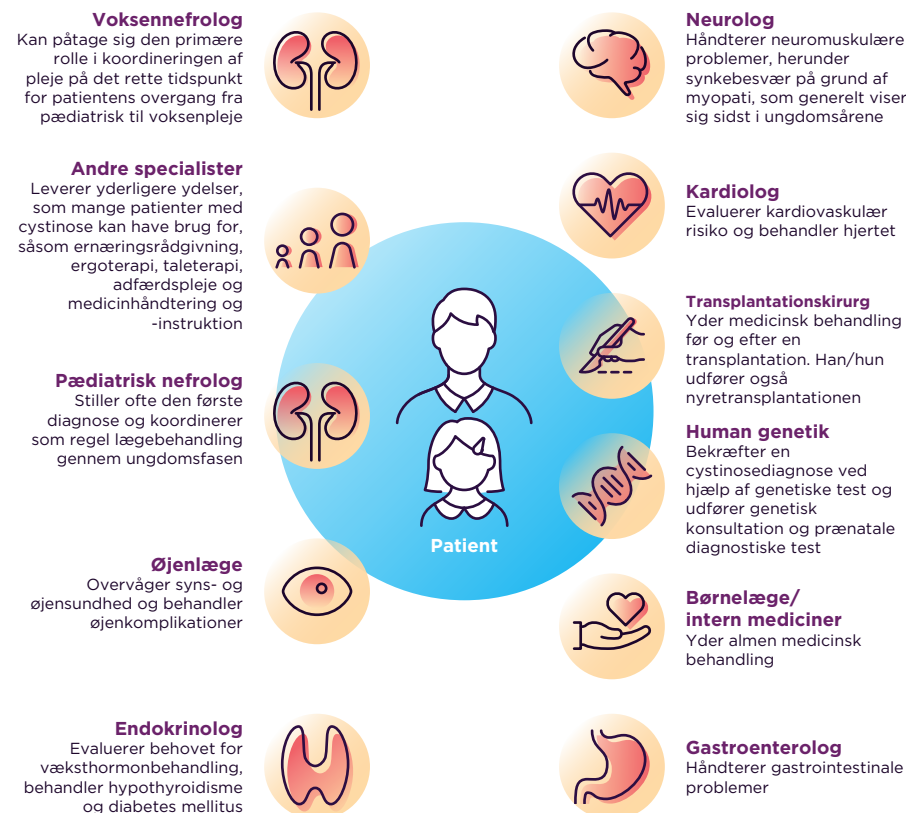 Voksennefrolog
Kan påtage sig den primære
rolle i koordineringen af
pleje på det rette tidspunkt
for patientens overgang fra
pædiatrisk til voksenpleje
Andre specialister
Leverer yderligere ydelser,
som mange patienter med
cystinose kan have brug for,
såsom ernæringsrådgivning,
ergoterapi, taleterapi,
adfærdspleje og
medicinhåndtering og
-instruktion
Pædiatrisk nefrolog
Stiller ofte den første
diagnose og koordinerer
som regel lægebehandling
gennem ungdomsfasen
Øjenlæge
Overvåger syns- og
øjensundhed og behandler
øjenkomplikationer
Endokrinolog
Evaluerer behovet for
væksthormonbehandling,
behandler hypothyroidisme
og diabetes mellitus
Patient
Neurolog
Håndterer neuromuskulære
problemer, herunder
synkebesvær på grund af
myopati, som generelt viser
sig sidst i ungdomsårene
Kardiolog
Evaluerer kardiovaskulær
risiko og behandler hjertet
Transplantationskirurg
Yder medicinsk behandling
før og efter en
transplantation. Han/hun
udfører også
nyretransplantationen
Human genetik
Bekræfter en
cystinosediagnose ved
hjælp af genetiske test og
udfører genetisk
konsultation og prænatale
diagnostiske test
Børnelæge/
intern mediciner
Yder almen medicinsk
behandling
Gastroenterolog
Håndterer gastrointestinale
problemer